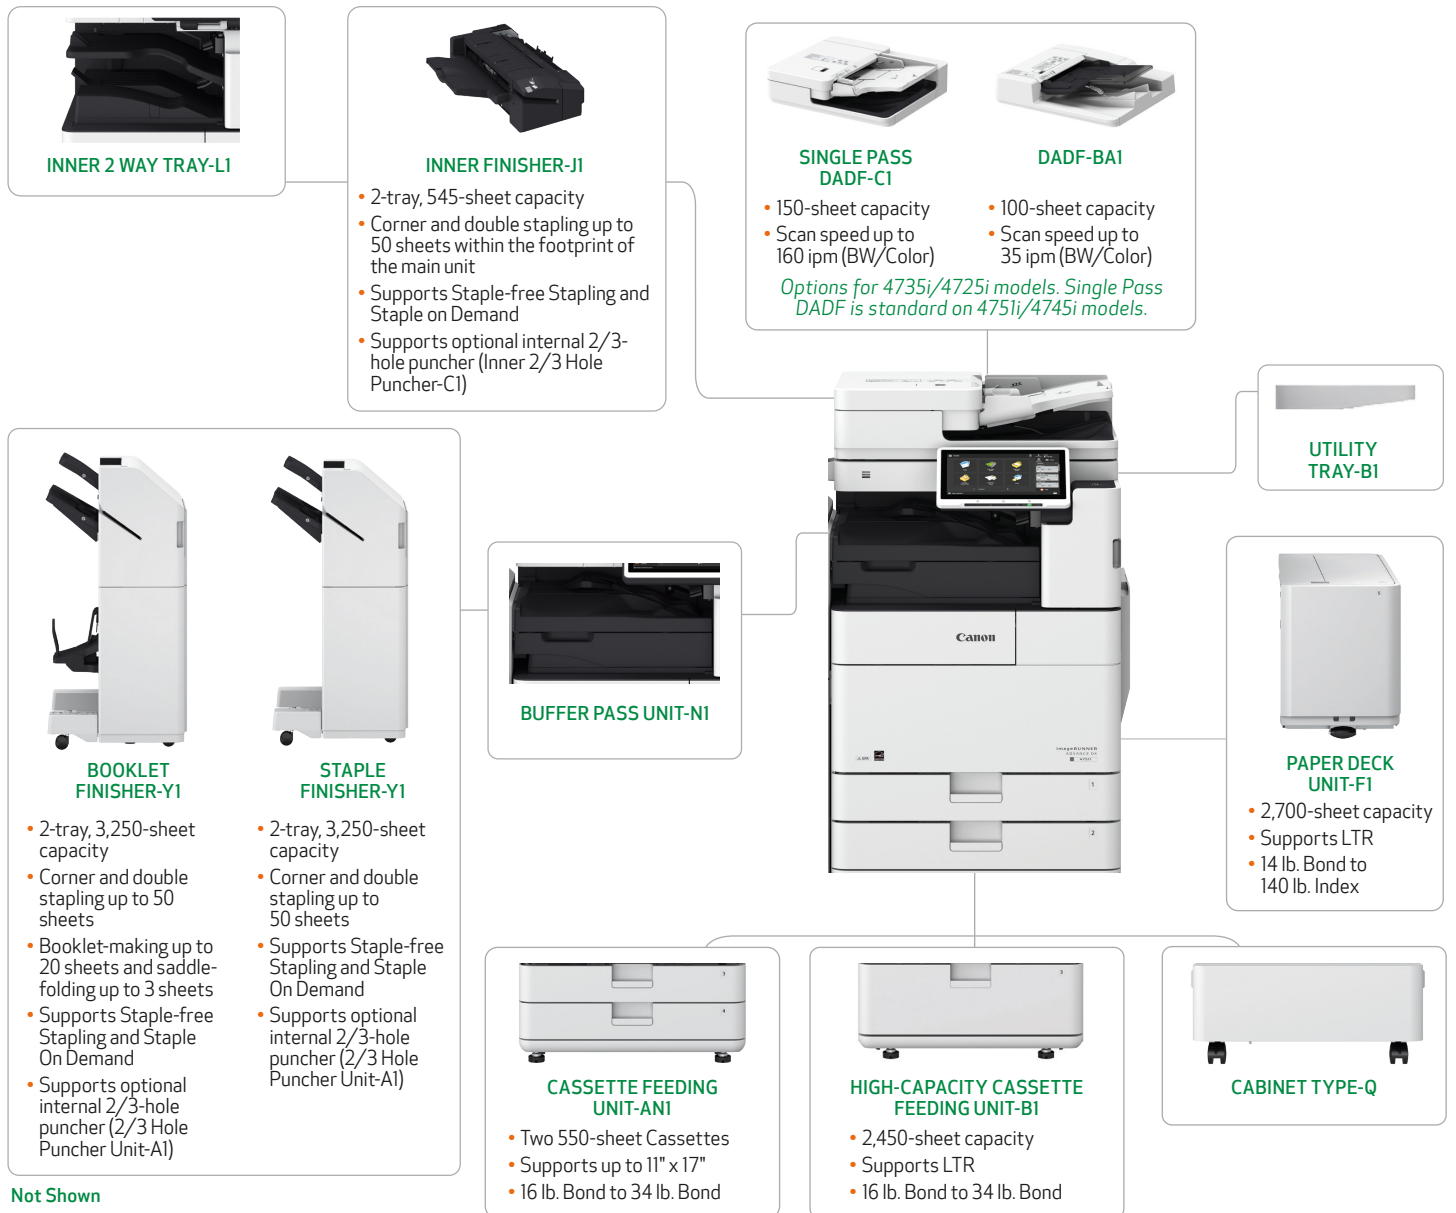 INNER 2 WAY TRAY-L1
INNER FINISHER-J1
• 2-tray, 545-sheet capacity
• Corner and double stapling up to
50 sheets within the footprint of
the main unit
• Supports Staple-free Stapling and
Staple on Demand
• Supports optional internal 2/3-
hole puncher (Inner 2/3 Hole
Puncher-C1)
SINGLE PASS
DADF-C1
• 150-sheet capacity
• Scan speed up to
160 ipm (BW/Color)
DADF-BA1
• 100-sheet capacity
• Scan speed up to
35 ipm (BW/Color)
Options for 4735i/4725i models. Single Pass
DADF is standard on 4751i/4745i models.
UTILITY
TRAY-B1
BOOKLET
FINISHER-Y1
• 2-tray, 3,250-sheet
capacity
• Corner and double
stapling up to 50
sheets
• Booklet-making up to
20 sheets and saddle-
folding up to 3 sheets
• Supports Staple-free
Stapling and Staple
On Demand
• Supports optional
internal 2/3-hole
puncher (2/3 Hole
Puncher Unit-A1)
STAPLE
FINISHER-Y1
• 2-tray, 3,250-sheet
capacity
• Corner and double
stapling up to
50 sheets
• Supports Staple-free
Stapling and Staple
On Demand
• Supports optional
internal 2/3-hole
puncher (2/3 Hole
Puncher Unit-A1)
BUFFER PASS UNIT-N1
Canon
imageRUNNER
ADVANCE DX
1
2
5
PAPER DECK
UNIT-F1
• 2,700-sheet capacity
• Supports LTR
• 14 lb. Bond to
140 lb. Index
3
4
CASSETTE FEEDING
UNIT-AN1
• Two 550-sheet Cassettes
• Supports up to 11" x 17"
• 16 lb. Bond to 34 lb. Bond
3
HIGH-CAPACITY CASSETTE
FEEDING UNIT-B1
• 2,450-sheet capacity
• Supports LTR
• 16 lb. Bond to 34 lb. Bond
CABINET TYPE-Q
Not Shown